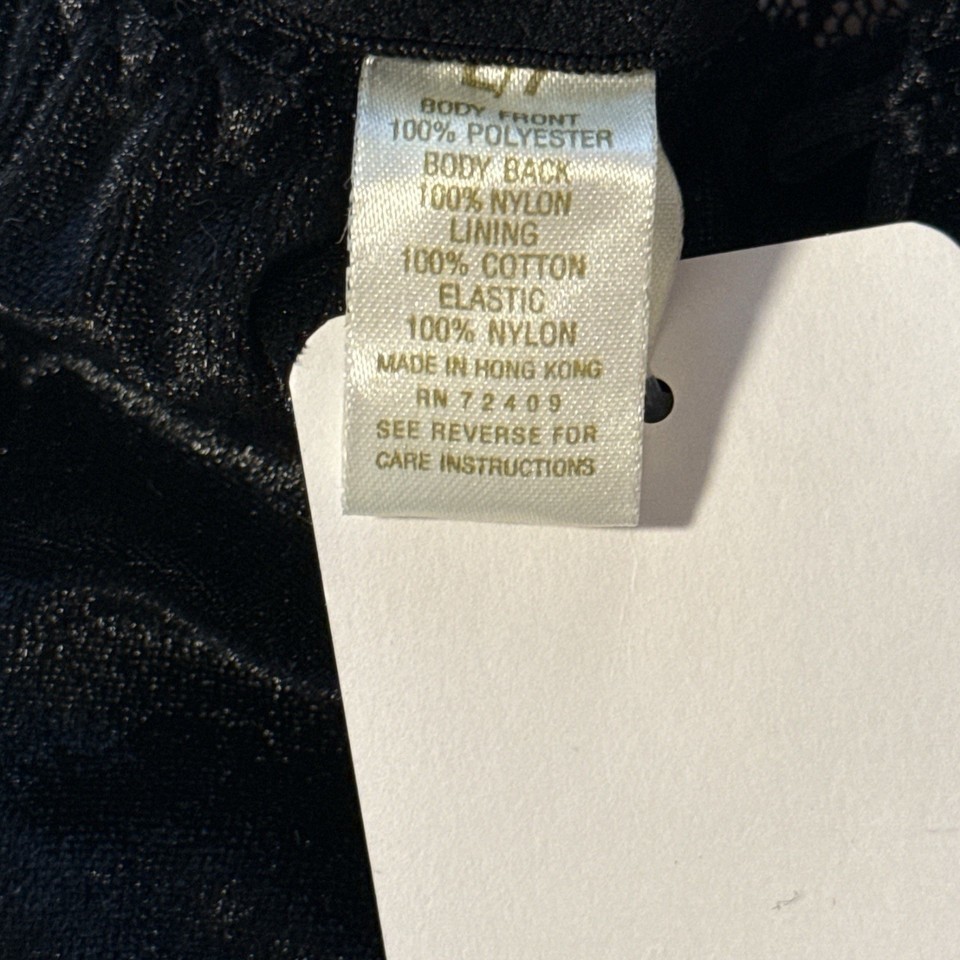 L/7
BODY FRONT
100% POLYESTER
BODY BACK
100% NYLON
LINING
100% COTTON
ELASTIC
100% NYLON
MADE IN HONG KONG
RN 72409
SEE REVERSE FOR
CARE INSTRUCTIONS